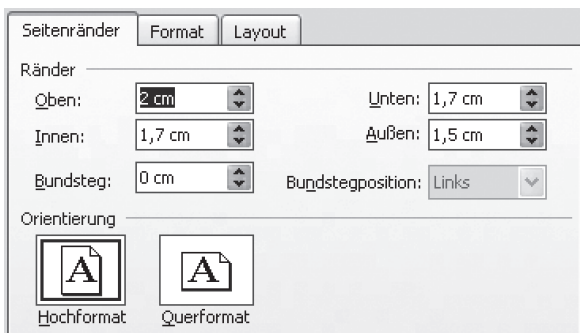 Seitenränder Format Layout
Ränder
Oben: 2 cm Unten: 1,7 cm
Innen: 1,7 cm Außen: 1,5 cm
Bundsteg: 0 cm Bundstegposition: Links
Orientierung
A A
Hochformat Querformat